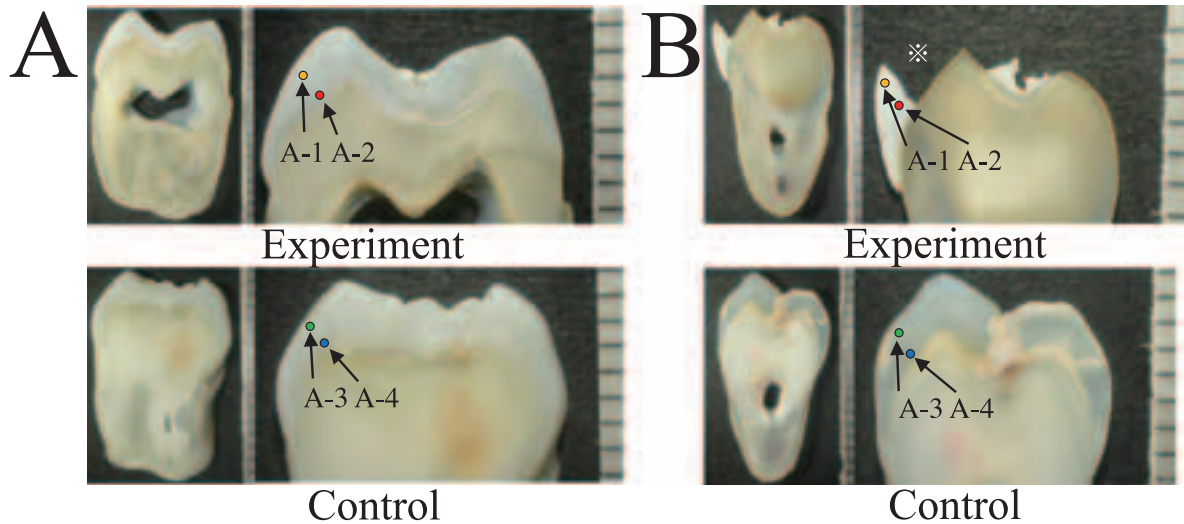 A
B
※
A-1 A-2
A-1 A-2
Experiment
Experiment
A-3 A-4
A-3 A-4
Control
Control